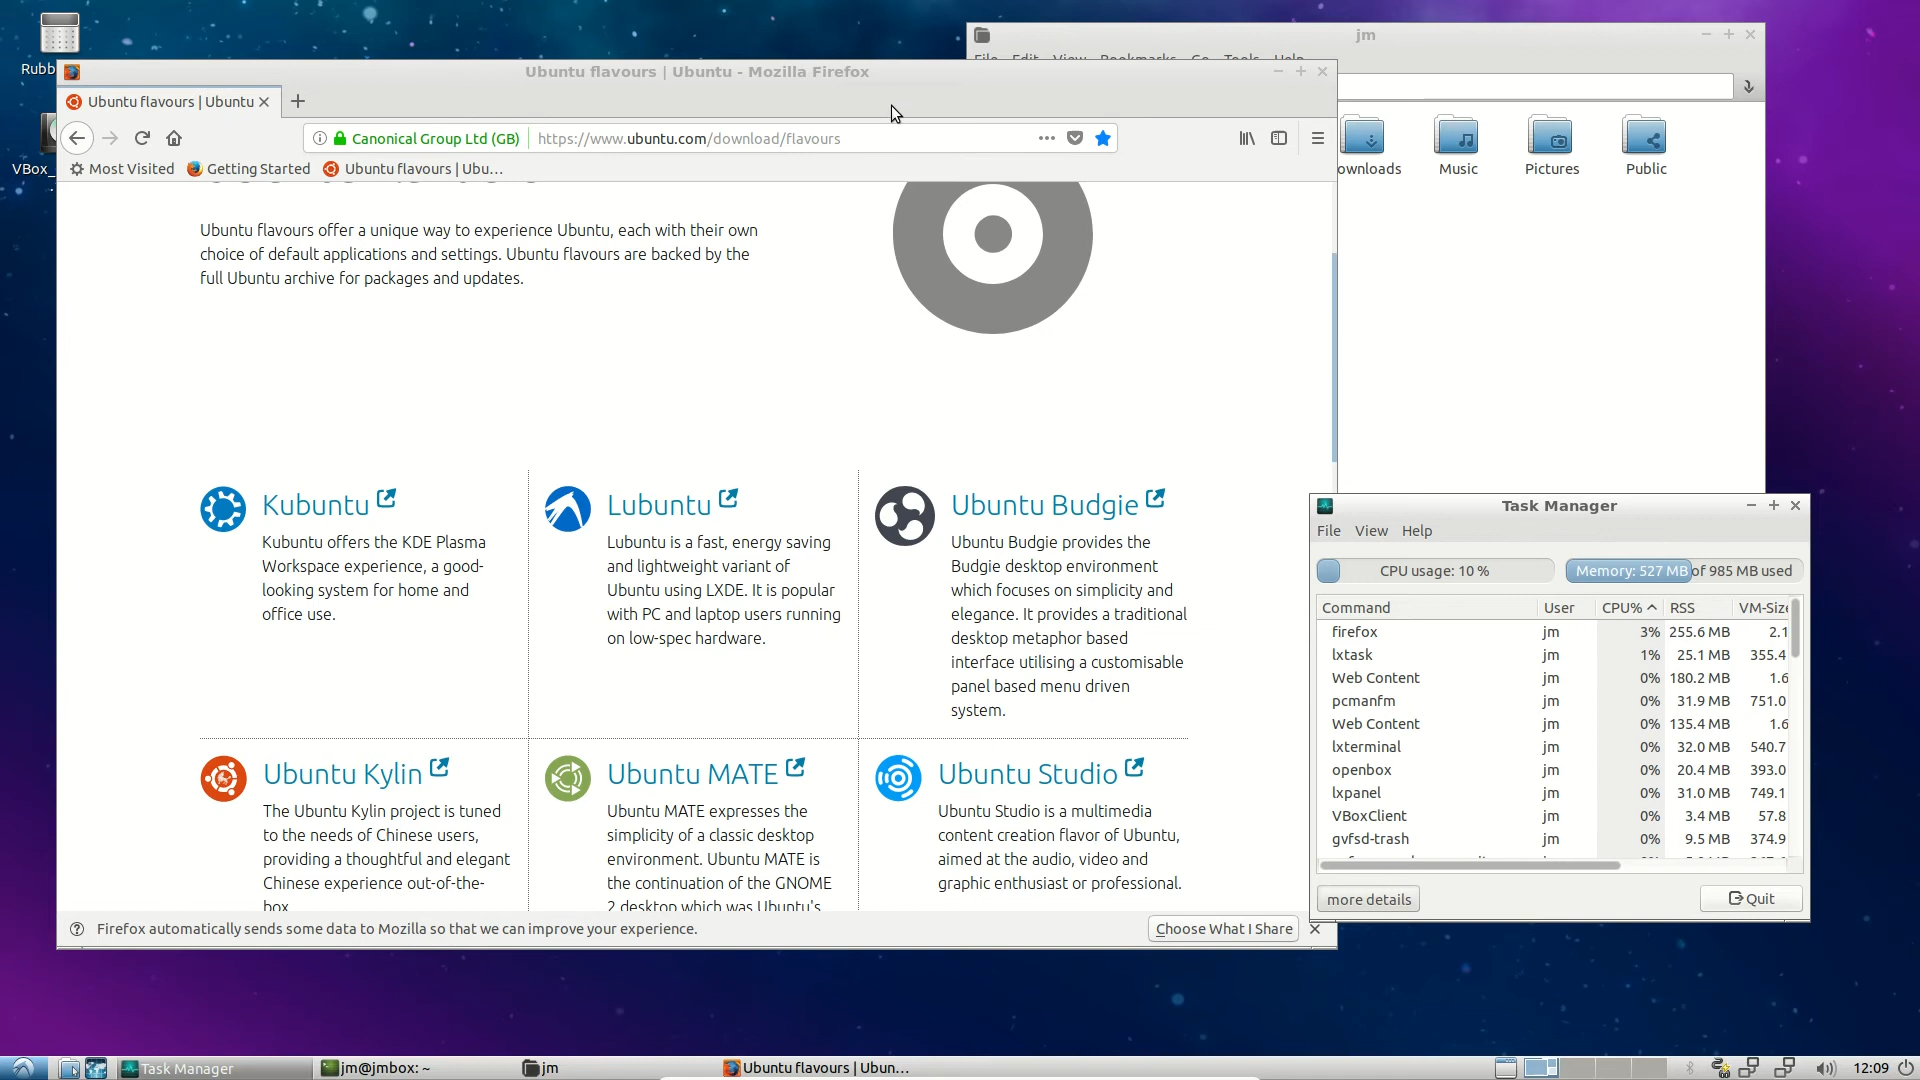 Rubb
VBox_
jm
File Edit View Bookmarks Go Tools Help
ownloads
Music
Pictures
Public
Ubuntu flavours | Ubuntu - Mozilla Firefox
Ubuntu flavours | Ubuntu
Canonical Group Ltd (GB)
https://www.ubuntu.com/download/flavours
Most Visited
Getting Started
Ubuntu flavours | Ubu…
Ubuntu flavours offer a unique way to experience Ubuntu, each with their own
choice of default applications and settings. Ubuntu flavours are backed by the
full Ubuntu archive for packages and updates.
Kubuntu
Kubuntu offers the KDE Plasma
Workspace experience, a good-
looking system for home and
office use.
Lubuntu
Lubuntu is a fast, energy saving
and lightweight variant of
Ubuntu using LXDE. It is popular
with PC and laptop users running
on low-spec hardware.
Ubuntu Budgie
Ubuntu Budgie provides the
Budgie desktop environment
which focuses on simplicity and
elegance. It provides a traditional
desktop metaphor based
interface utilising a customisable
panel based menu driven
system.
Ubuntu Kylin
The Ubuntu Kylin project is tuned
to the needs of Chinese users,
providing a thoughtful and elegant
Chinese experience out-of-the-
box
Ubuntu MATE
Ubuntu MATE expresses the
simplicity of a classic desktop
environment. Ubuntu MATE is
the continuation of the GNOME
2 desktop which was Ubuntu's
Ubuntu Studio
Ubuntu Studio is a multimedia
content creation flavor of Ubuntu,
aimed at the audio, video and
graphic enthusiast or professional.
Firefox automatically sends some data to Mozilla so that we can improve your experience.
Choose What I Share
Task Manager
File View Help
CPU usage: 10 %
Memory: 527 MB of 985 MB used
Command User CPU% RSS VM-Size
firefox jm 3% 255.6 MB 2.1
lxtask jm 1% 25.1 MB 355.4
Web Content jm 0% 180.2 MB 1.6
pcmanfm jm 0% 31.9 MB 751.0
Web Content jm 0% 135.4 MB 1.6
lxterminal jm 0% 32.0 MB 540.7
openbox jm 0% 20.4 MB 393.0
lxpanel jm 0% 31.0 MB 749.1
VBoxClient jm 0% 3.4 MB 57.8
gvfsd-trash jm 0% 9.5 MB 374.9
more details
Quit
Task Manager
jm@jmbox: ~
jm
Ubuntu flavours | Ubun…
12:09